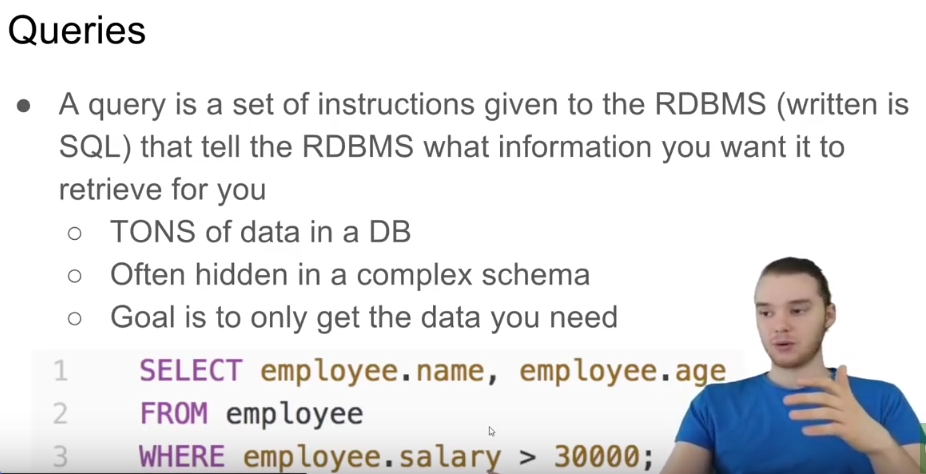 Queries
● A query is a set of instructions given to the RDBMS (written is
SQL) that tell the RDBMS what information you want it to
retrieve for you
○ TONS of data in a DB
○ Often hidden in a complex schema
○ Goal is to only get the data you need
1 SELECT employee.name, employee.age
2 FROM employee
3 WHERE employee.salary > 30000;